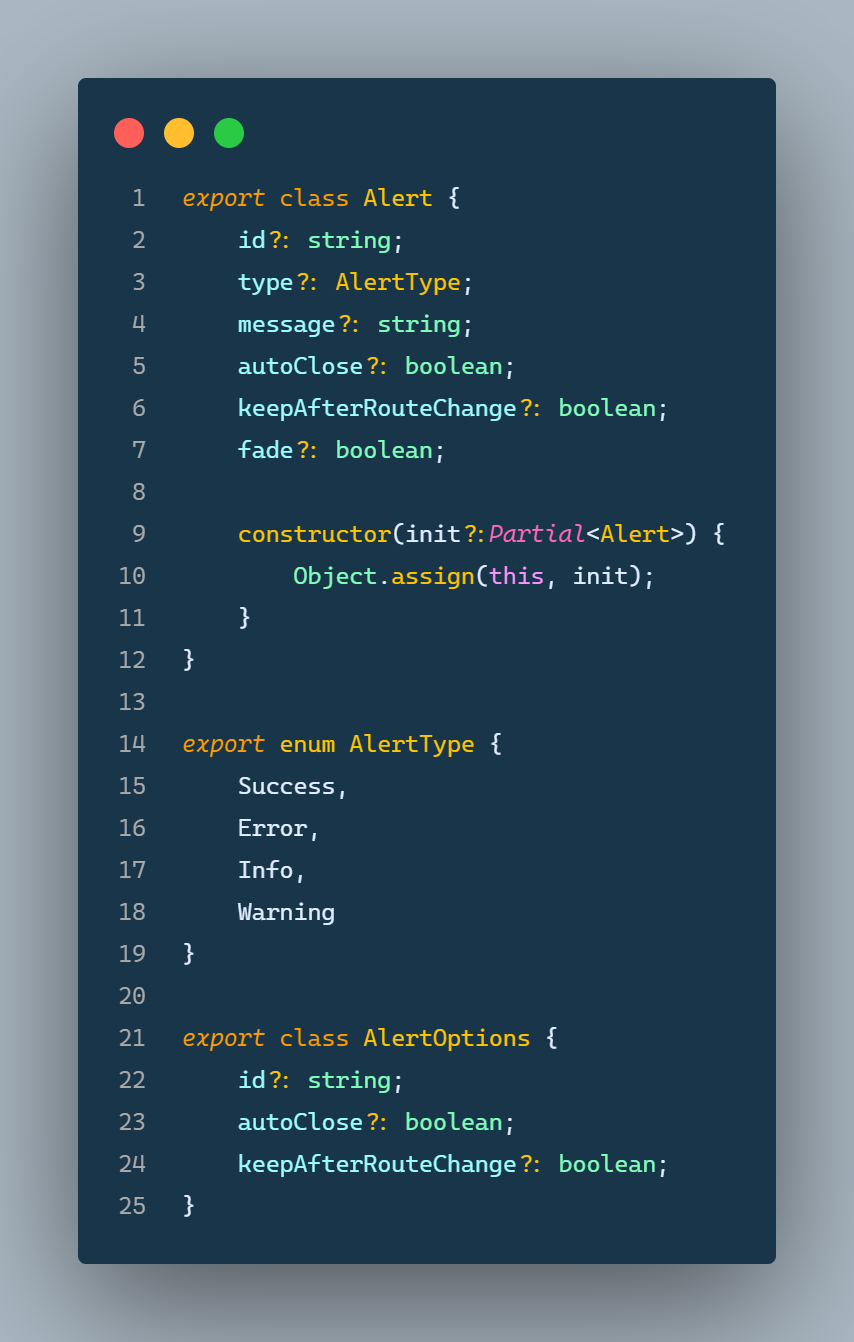 1 export class Alert {
2     id?: string;
3     type?: AlertType;
4     message?: string;
5     autoClose?: boolean;
6     keepAfterRouteChange?: boolean;
7     fade?: boolean;
8
9     constructor(init?:Partial<Alert>) {
10         Object.assign(this, init);
11     }
12 }
13
14 export enum AlertType {
15     Success,
16     Error,
17     Info,
18     Warning
19 }
20
21 export class AlertOptions {
22     id?: string;
23     autoClose?: boolean;
24     keepAfterRouteChange?: boolean;
25 }